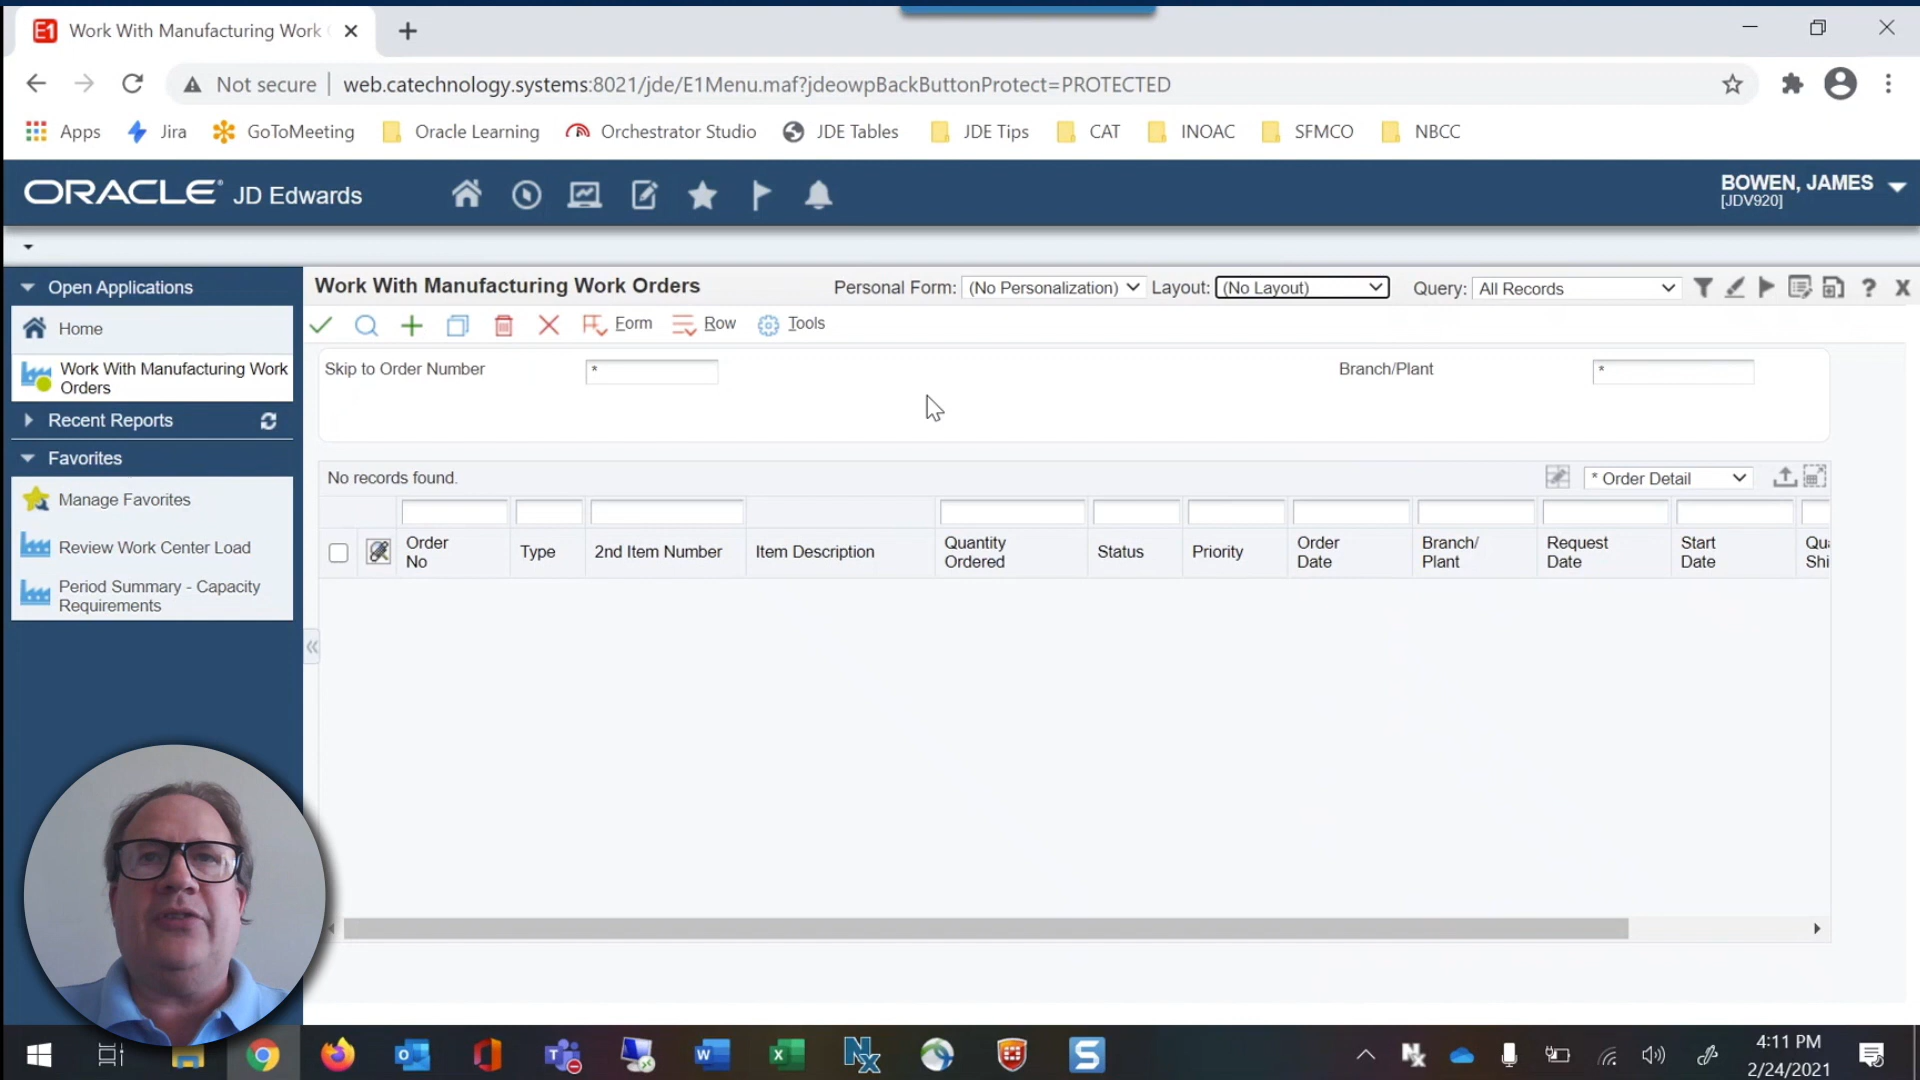 E1 Work With Manufacturing Work
Not secure web.catechnology.systems:8021/jde/E1Menu.maf?jdeowpBackButtonProtect=PROTECTED
Apps Jira GoToMeeting Oracle Learning Orchestrator Studio JDE Tables JDE Tips CAT INOAC SFMCO NBCC
ORACLE JD Edwards
BOWEN, JAMES
[JDV920]
Open Applications
Home
Work With Manufacturing Work
Orders
Recent Reports
Favorites
Manage Favorites
Review Work Center Load
Period Summary - Capacity
Requirements
Work With Manufacturing Work Orders
Personal Form: (No Personalization) Layout: (No Layout) Query: All Records
Form Row Tools
Skip to Order Number * Branch/Plant *
No records found. * Order Detail
Order
No
Type
2nd Item Number
Item Description
Quantity
Ordered
Status
Priority
Order
Date
Branch/
Plant
Request
Date
Start
Date
Qu
Shi
4:11 PM
2/24/2021